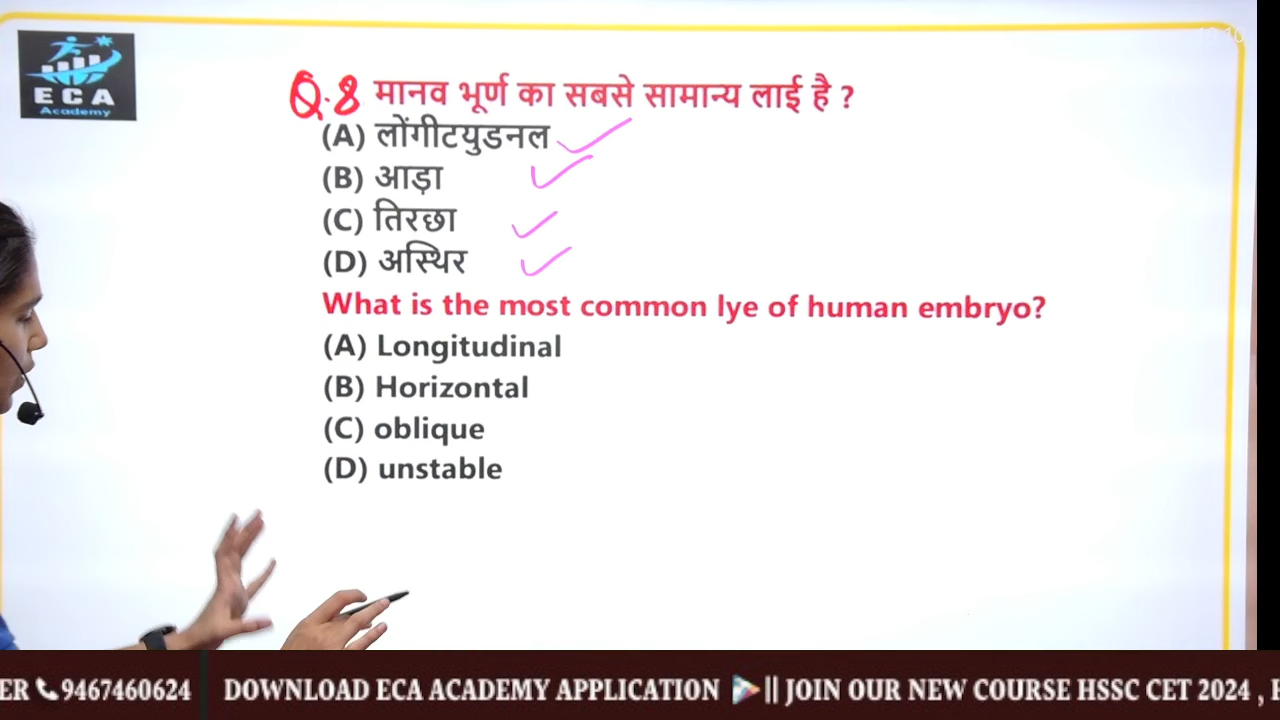 ECA
Academy
Q.8 मानव भूर्ण का सबसे सामान्य लाई है ?
(A) लोंगीटयुडनल
(B) आड़ा
(C) तिरछा
(D) अस्थिर
What is the most common lye of human embryo?
(A) Longitudinal
(B) Horizontal
(C) oblique
(D) unstable
ER 9467460624 DOWNLOAD ECA ACADEMY APPLICATION || JOIN OUR NEW COURSE HSSC CET 2024 ,